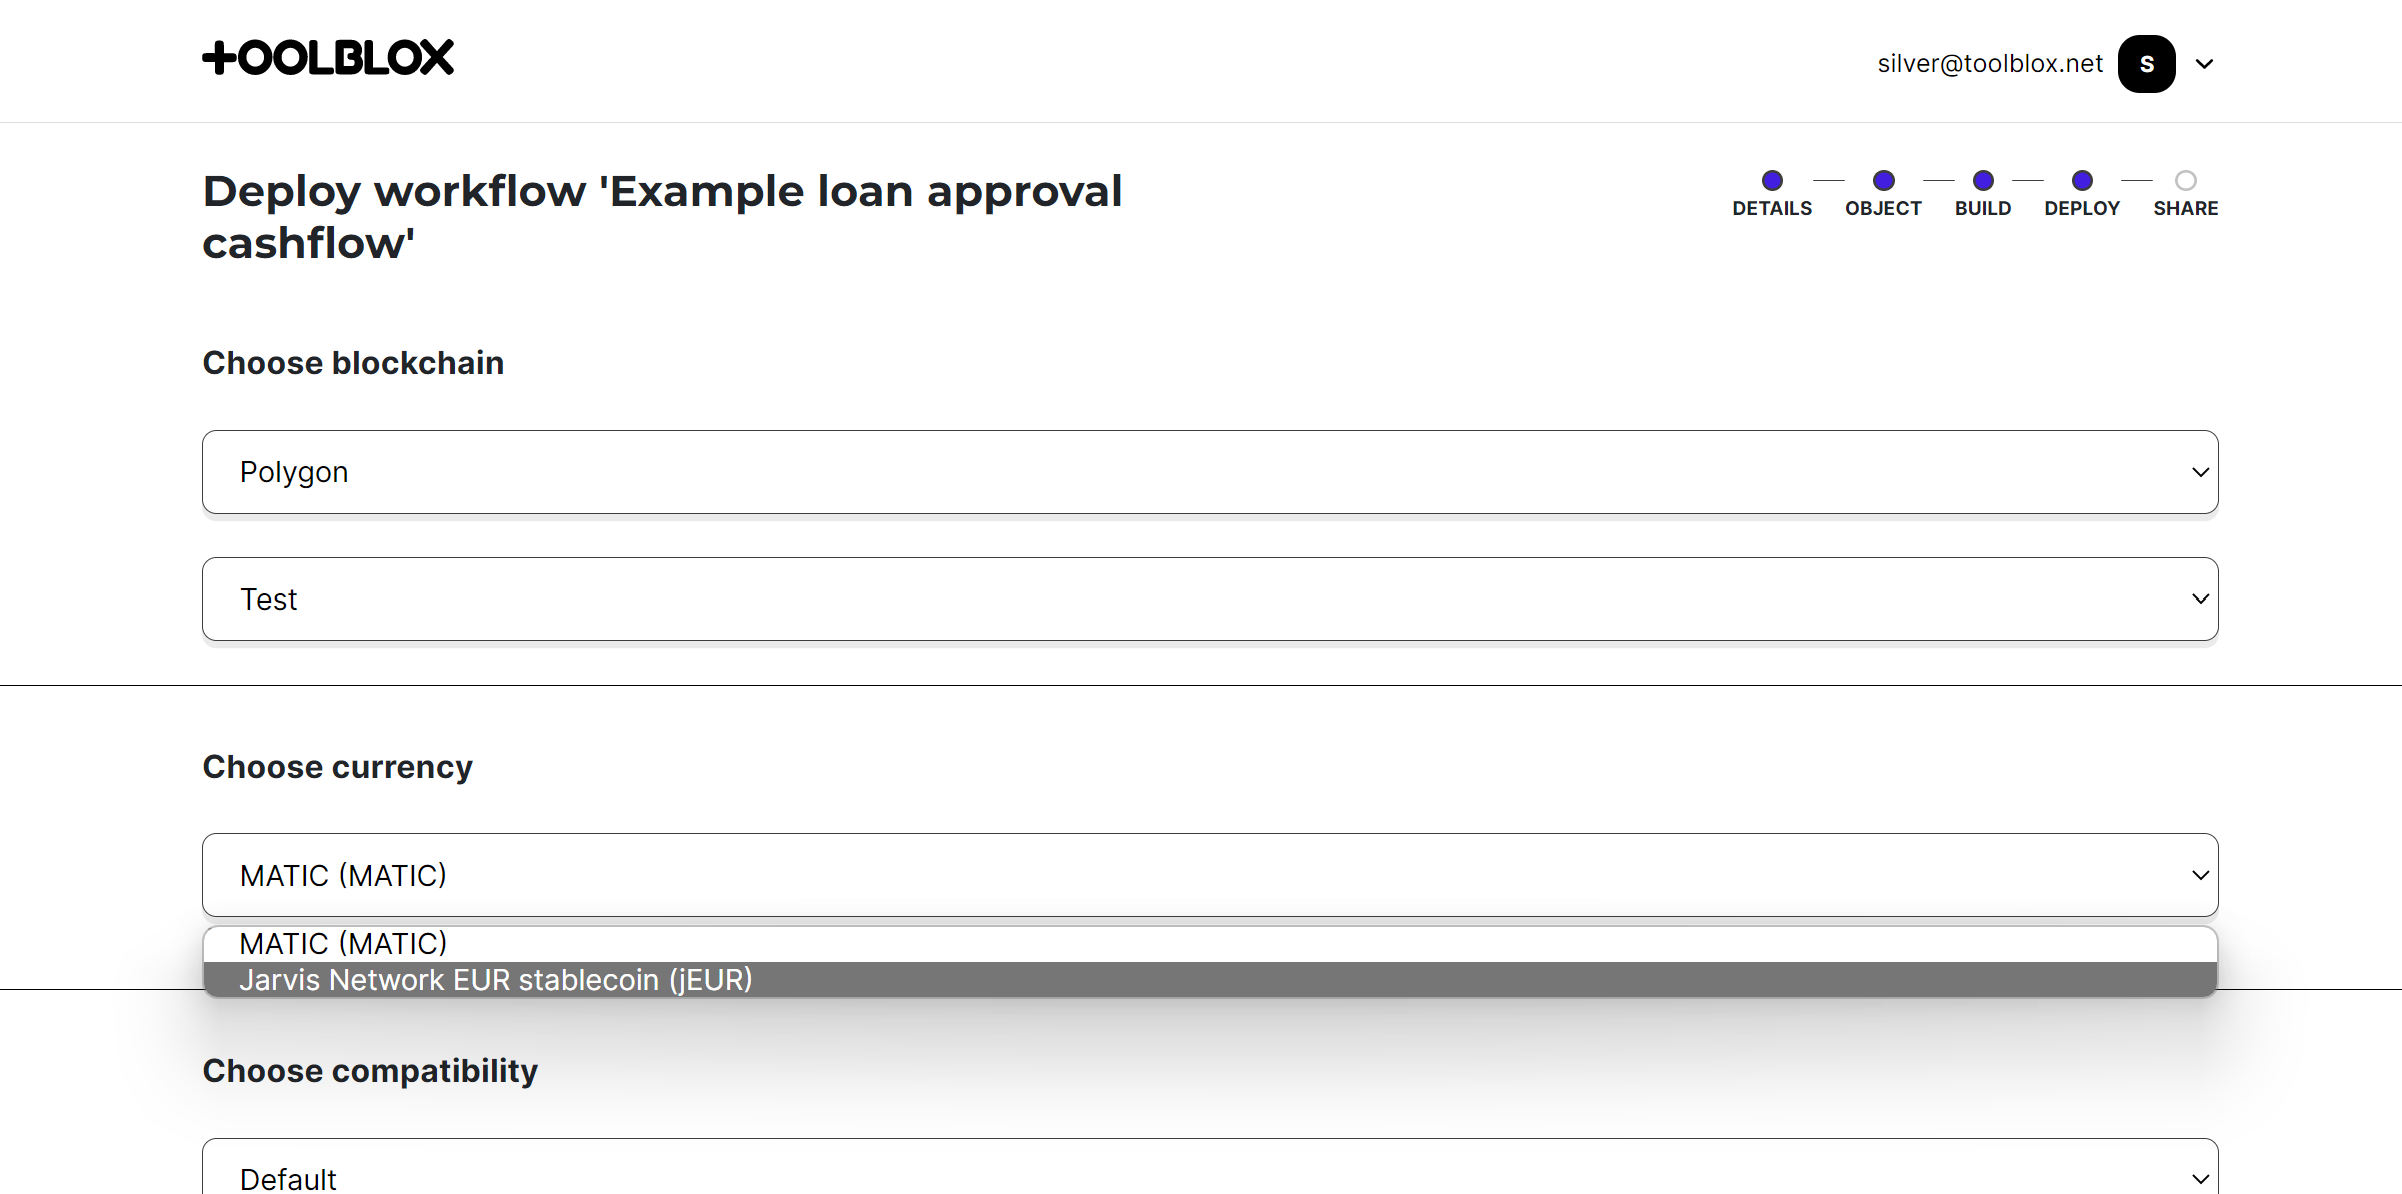 TOOLBLOX
silver@toolblox.net S
Deploy workflow 'Example loan approval
cashflow'
DETAILS OBJECT BUILD DEPLOY SHARE
Choose blockchain
Polygon
Test
Choose currency
MATIC (MATIC)
MATIC (MATIC)
Jarvis Network EUR stablecoin (jEUR)
Choose compatibility
Default